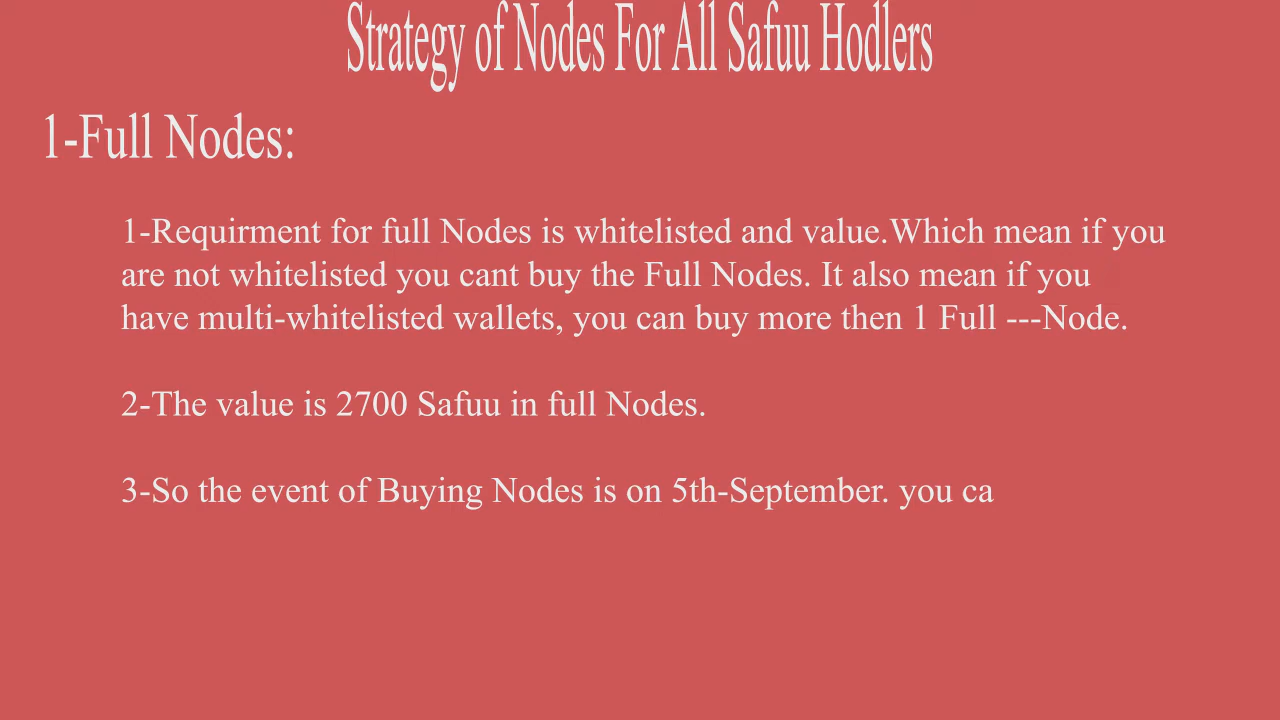 Strategy of Nodes For All Safuu Hodlers
1-Full Nodes:
1-Requirment for full Nodes is whitelisted and value.Which mean if you
are not whitelisted you cant buy the Full Nodes. It also mean if you
have multi-whitelisted wallets, you can buy more then 1 Full ---Node.
2-The value is 2700 Safuu in full Nodes.
3-So the event of Buying Nodes is on 5th-September. you ca